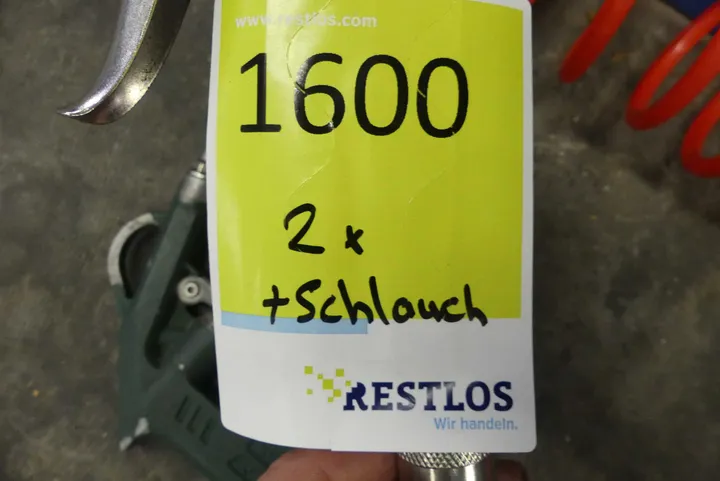 www.restlos.com
1600
2 x
+ Schlauch
RESTLOS
Wir handeln.